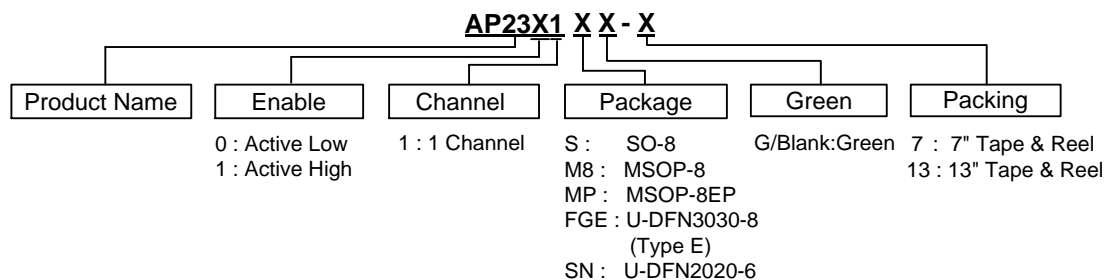 AP23X1 X X - X
Product Name Enable Channel Package Green Packing
0 : Active Low 1 : 1 Channel S : SO-8 G/Blank:Green 7 : 7" Tape & Reel
1 : Active High M8 : MSOP-8 13 : 13" Tape & Reel
MP : MSOP-8EP
FGE : U-DFN3030-8
(Type E)
SN : U-DFN2020-6